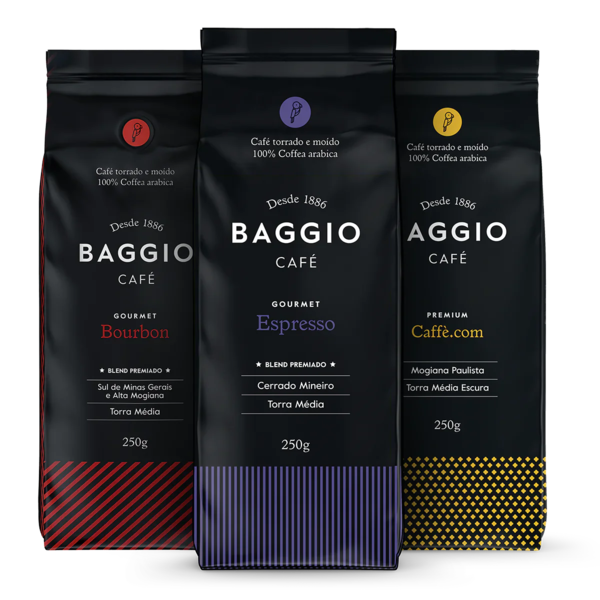 Café torrado e moído
100% Coffea arabica
Desde 1886
BAGGIO
CAFÉ
GOURMET
Bourbon
★ BLEND PREMIADO ★
Sul de Minas Gerais
e Alta Mogiana
Torra Média
250g
Café torrado e moído
100% Coffea arabica
Desde 1886
BAGGIO
CAFÉ
GOURMET
Espresso
★ BLEND PREMIADO ★
Cerrado Mineiro
Torra Média
250g
Café torrado e moído
100% Coffea arabica
Desde 1886
AGGIO
CAFÉ
PREMIUM
Caffè.com
Mogiana Paulista
Torra Média Escura
250g